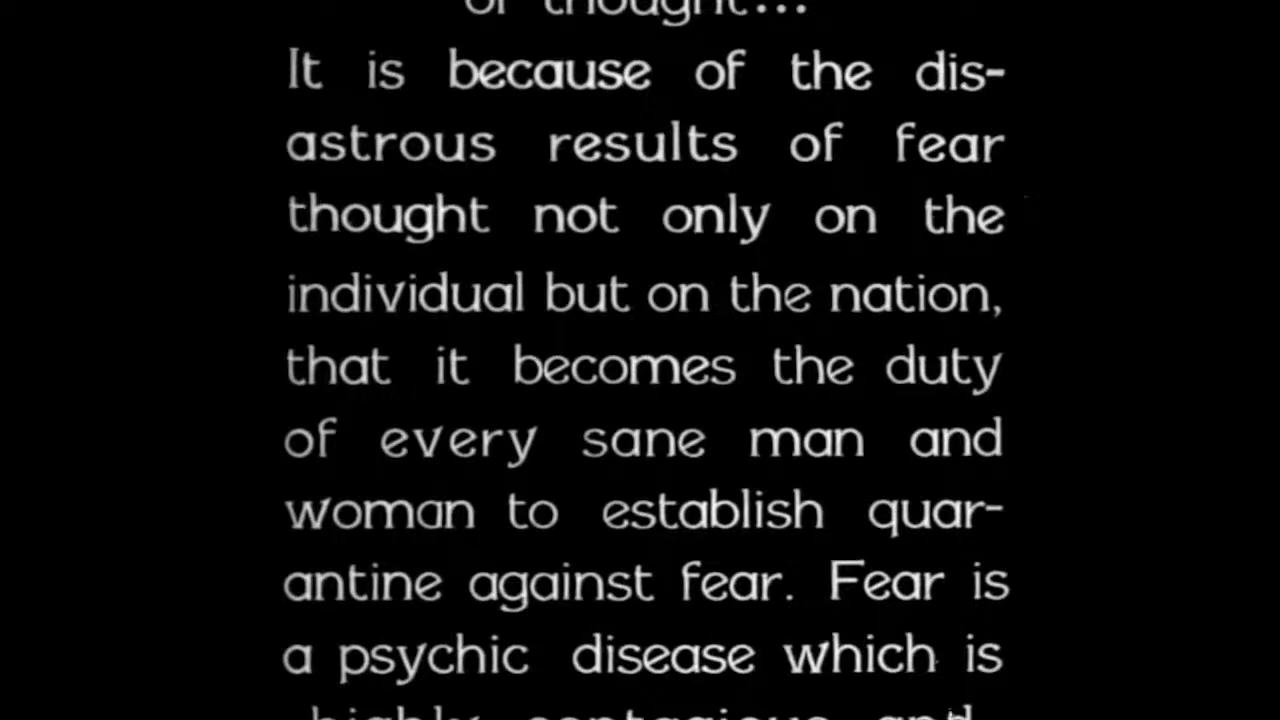 of thought...
It is because of the dis-
astrous results of fear
thought not only on the
individual but on the nation,
that it becomes the duty
of every sane man and
woman to establish quar-
antine against fear. Fear is
a psychic disease which is
highly contagious and